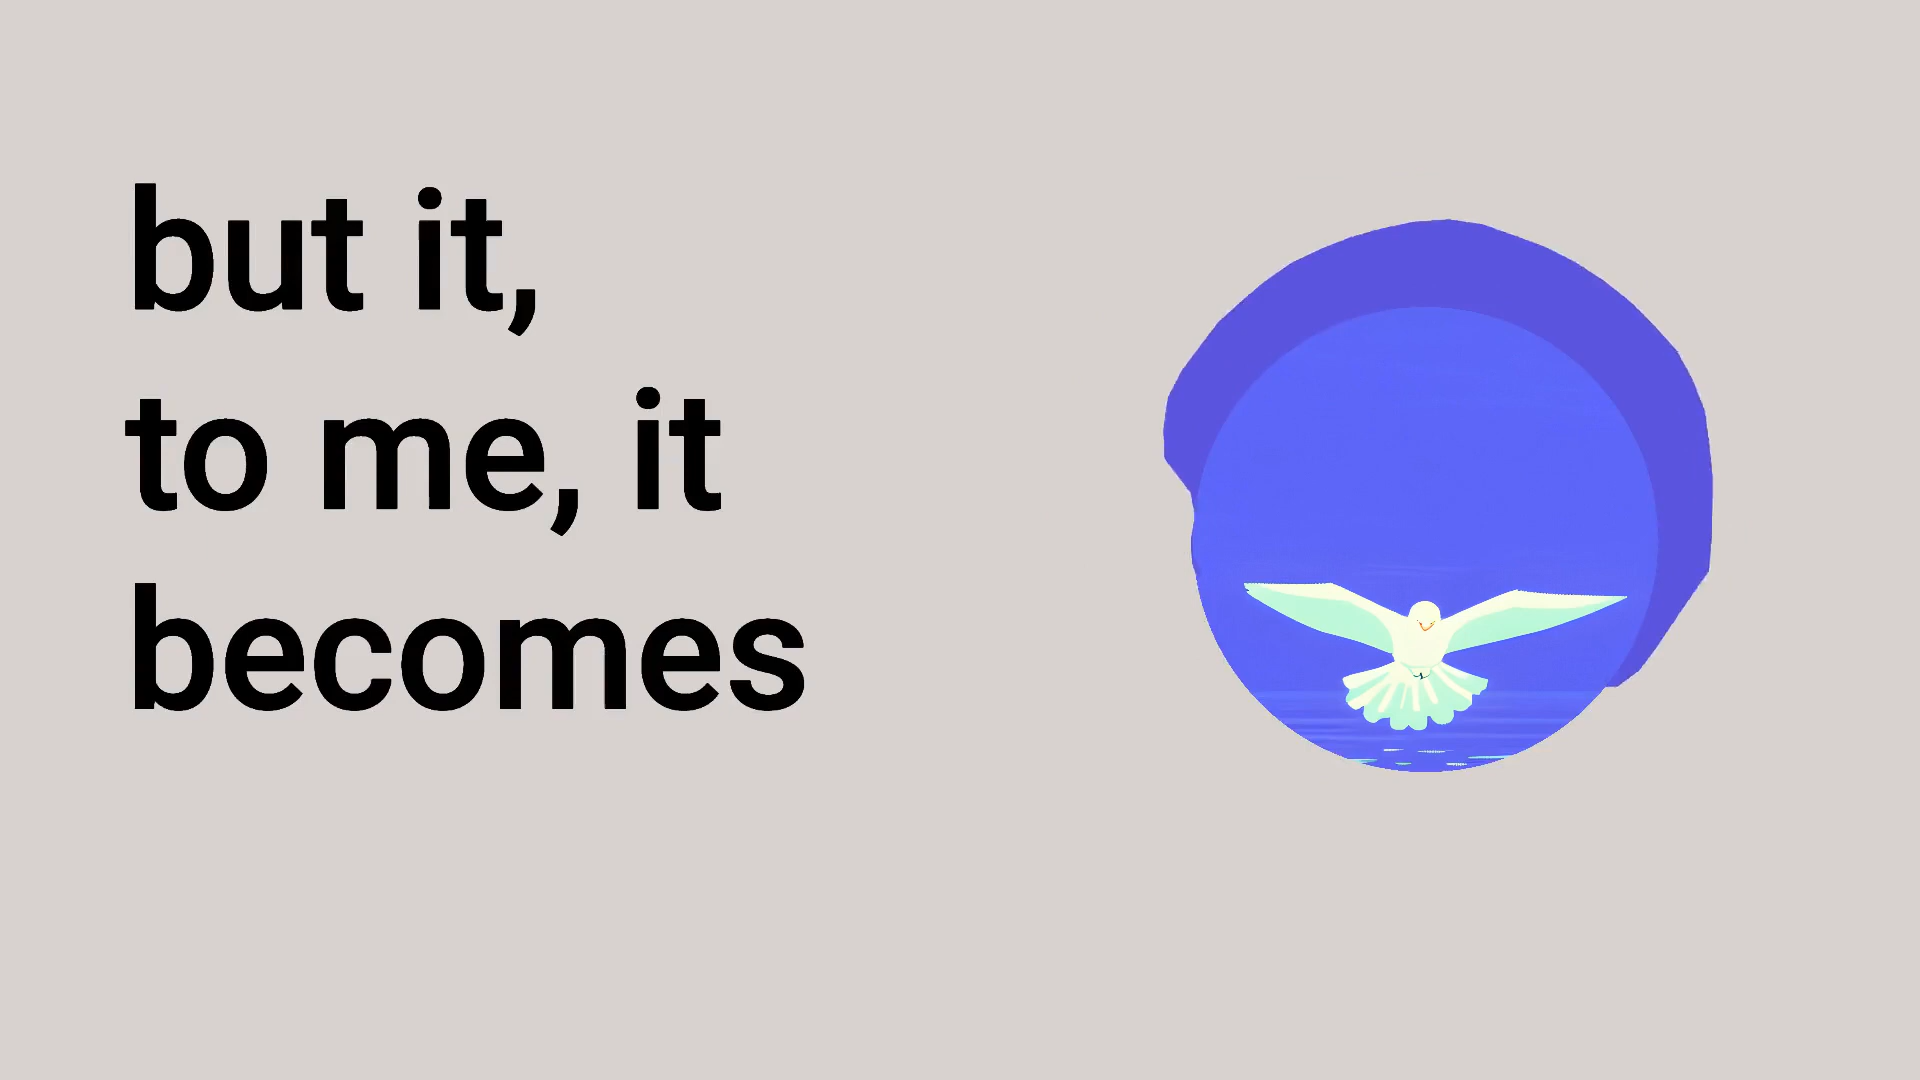 but it,
to me, it
becomes